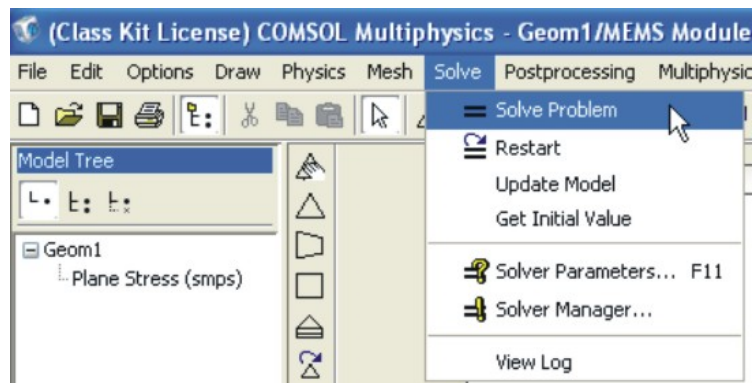 (Class Kit License) COMSOL Multiphysics - Geom1/MEMS Module
File Edit Options Draw Physics Mesh Solve Postprocessing
Solve Problem
Model Tree
Restart
Update Model
Get Initial Value
Geom1
Plane Stress (smps)
Solver Parameters... F11
Solver Manager...
View Log